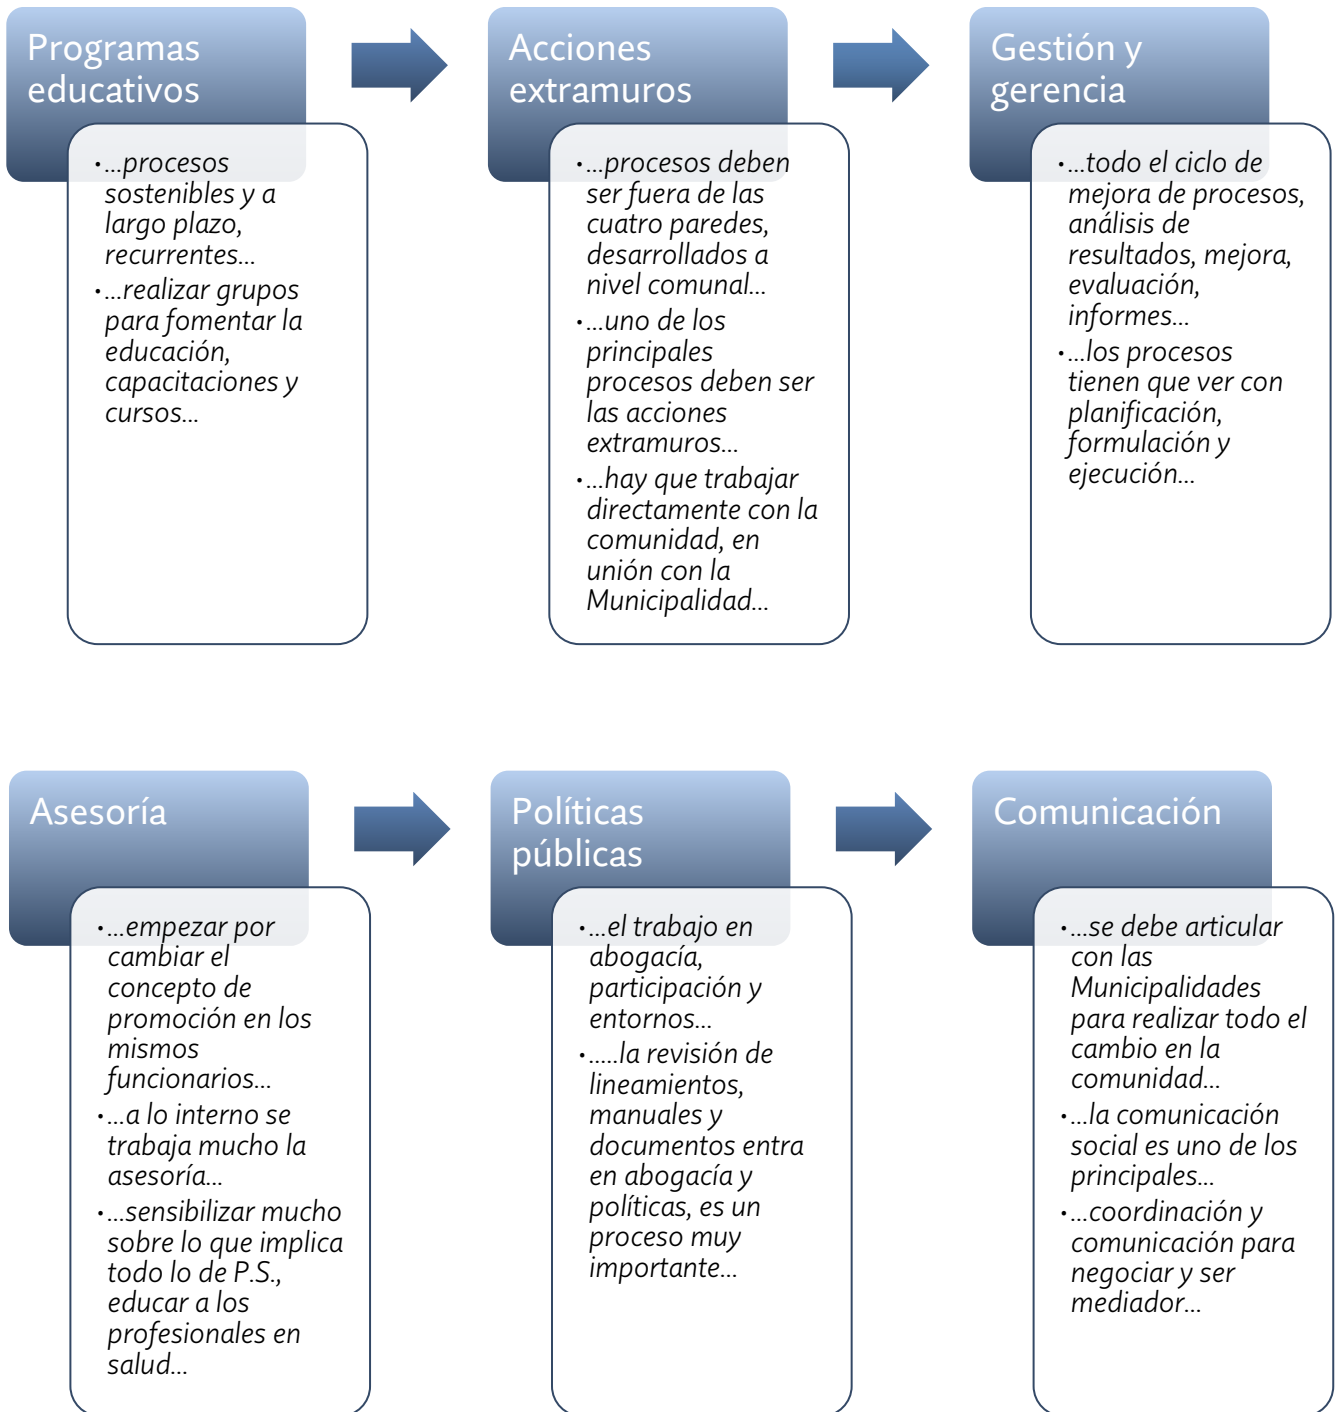 Programas
educativos
•...procesos
sostenibles y a
largo plazo,
recurrentes...
•...realizar grupos
para fomentar la
educación,
capacitaciones y
cursos...
Acciones
extramuros
•...procesos deben
ser fuera de las
cuatro paredes,
desarrollados a
nivel comunal...
•...uno de los
principales
procesos deben ser
las acciones
extramuros...
•...hay que trabajar
directamente con la
comunidad, en
unión con la
Municipalidad...
Gestión y
gerencia
•...todo el ciclo de
mejora de procesos,
análisis de
resultados, mejora,
evaluación,
informes...
•...los procesos
tienen que ver con
planificación,
formulación y
ejecución...
Asesoría
•...empezar por
cambiar el
concepto de
promoción en los
mismos
funcionarios...
•...a lo interno se
trabaja mucho la
asesoría...
•...sensibilizar mucho
sobre lo que implica
todo lo de P.S.,
educar a los
profesionales en
salud...
Políticas
públicas
•...el trabajo en
abogacía,
participación y
entornos...
•.....la revisión de
lineamientos,
manuales y
documentos entra
en abogacía y
políticas, es un
proceso muy
importante...
Comunicación
•...se debe articular
con las
Municipalidades
para realizar todo el
cambio en la
comunidad...
•...la comunicación
social es uno de los
principales...
•...coordinación y
comunicación para
negociar y ser
mediador...